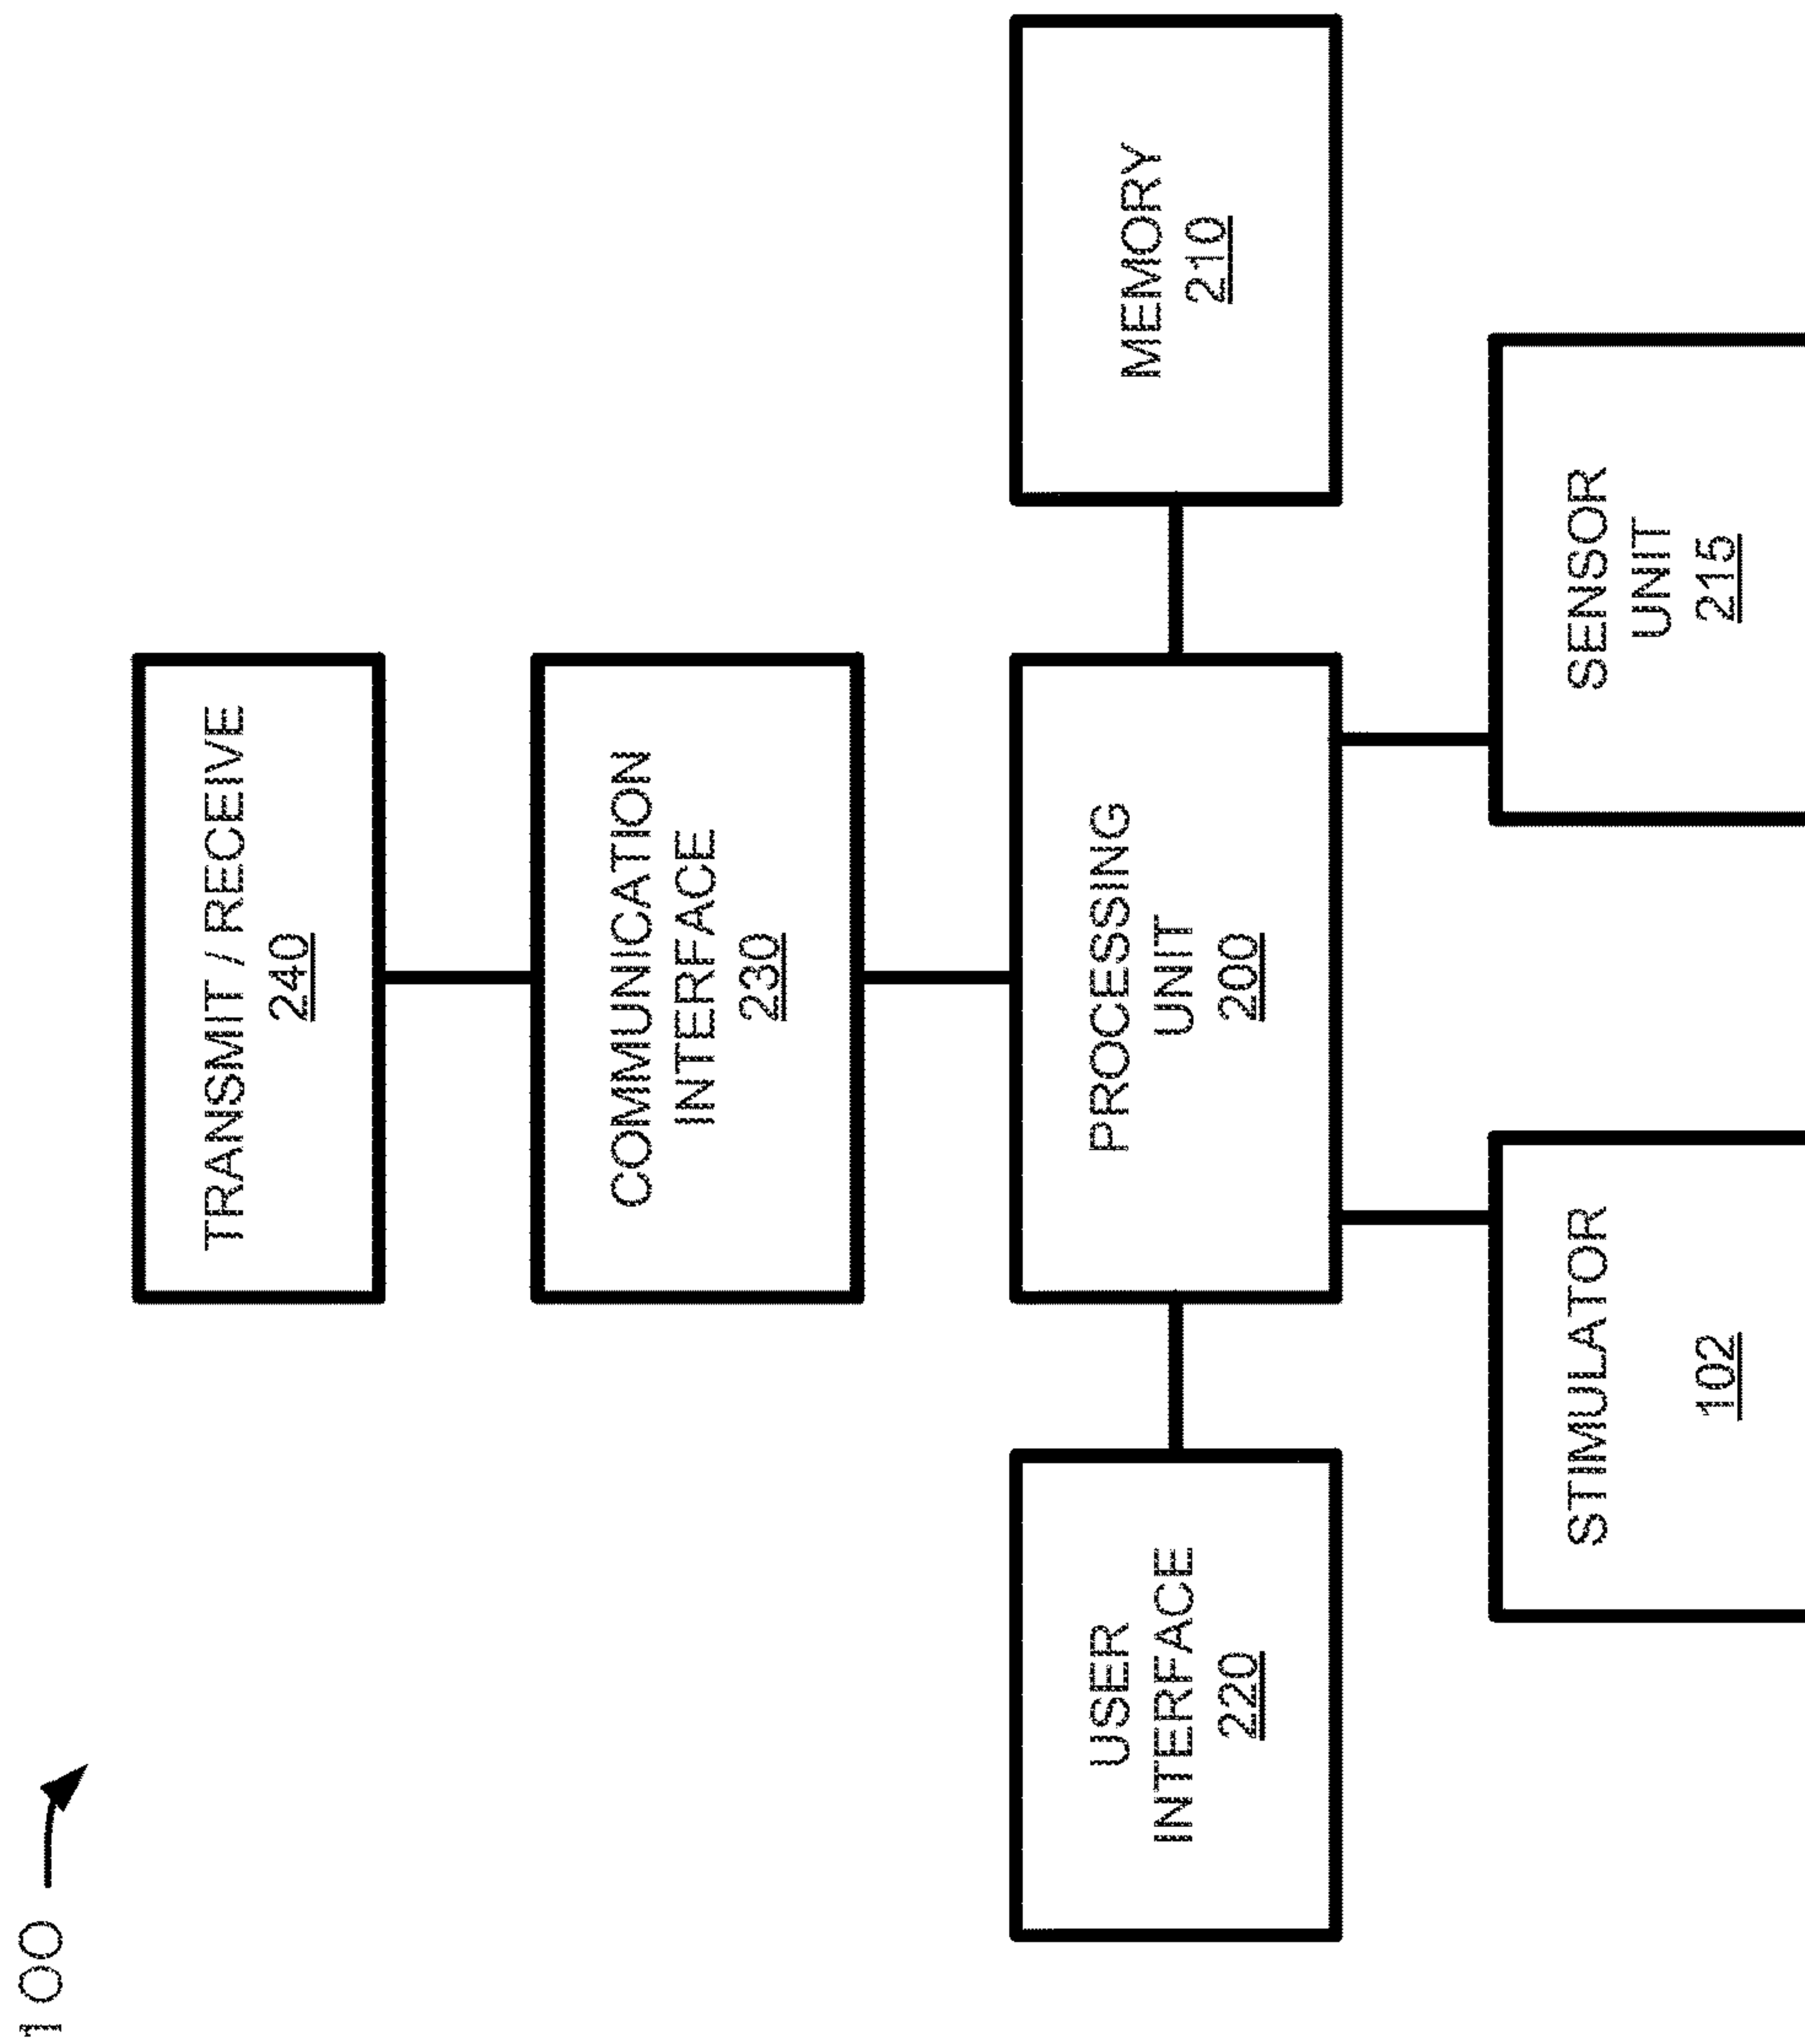 100
TRANSMIT / RECEIVE
240
COMMUNICATION
INTERFACE
230
USER
INTERFACE
220
PROCESSING
UNIT
200
MEMORY
210
STIMULATOR
102
SENSOR
UNIT
215